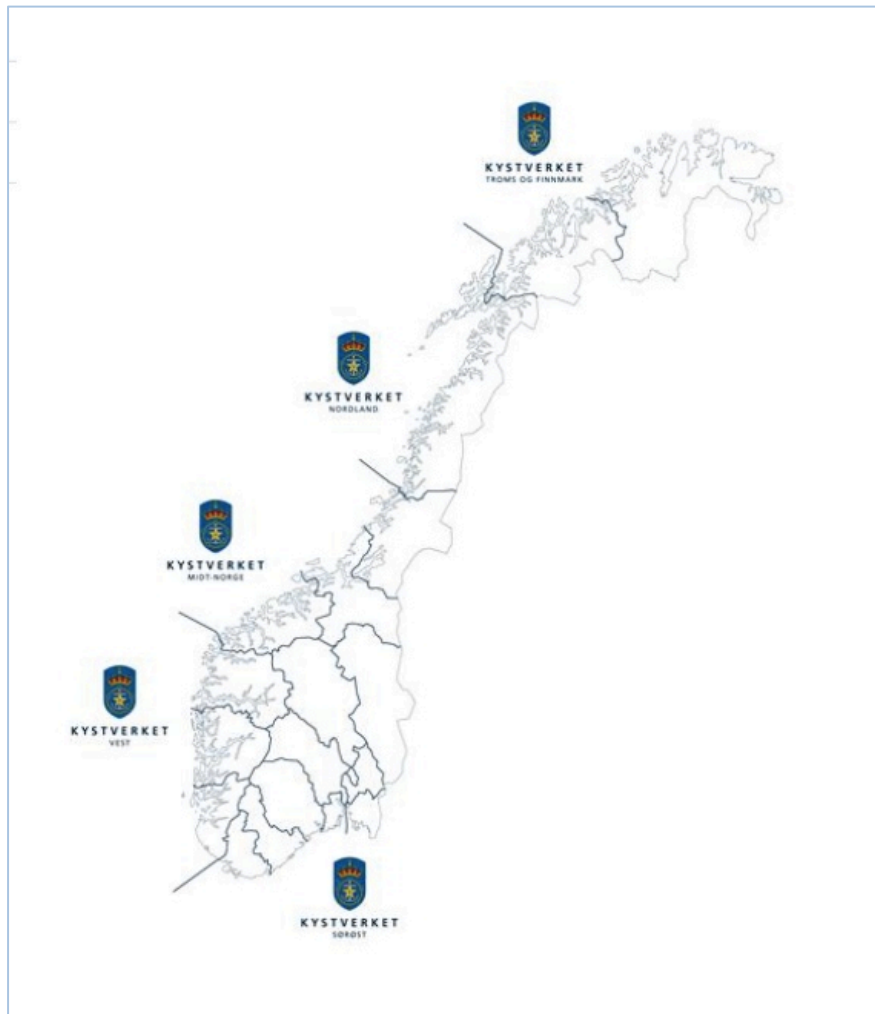 KYSTVERKET
TROMS OG FINNMARK
KYSTVERKET
NORDLAND
KYSTVERKET
MIDT-NORGE
KYSTVERKET
VEST
KYSTVERKET
SØRØST